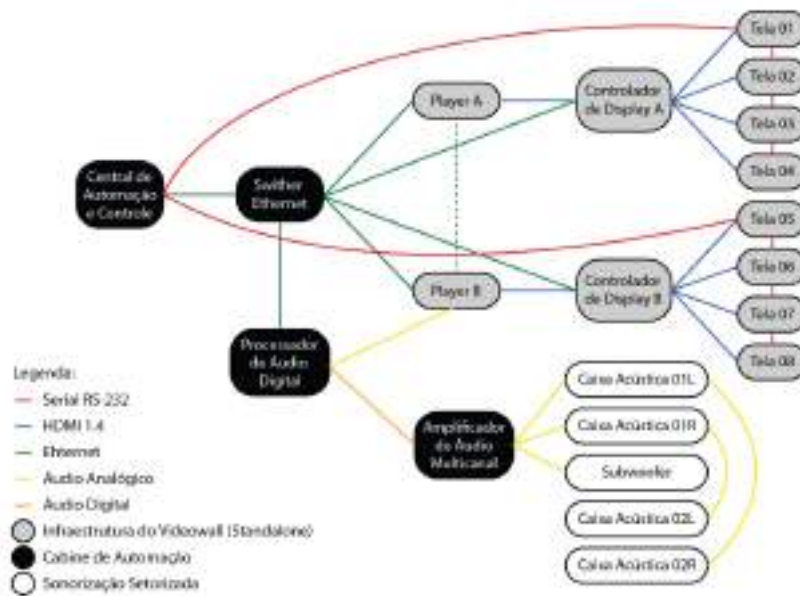 Tela 01
Tela 02
Tela 03
Tela 04
Player A
Controlador
de Display A
Central de
Automação
e Controle
Swither
Ethernet
Tela 05
Tela 06
Tela 07
Tela 08
Player B
Controlador
de Display B
Processador
de Áudio
Digital
Amplificador
de Áudio
Multicanal
Caixa Acústica 01L
Caixa Acústica 01R
Subwoofer
Caixa Acústica 02L
Caixa Acústica 02R
Legenda:
Serial RS-232
HDMI 1.4
Ehternet
Áudio Analógico
Áudio Digital
Infraestrutura do Videowall (Standalone)
Cabine de Automação
Sonorização Setorizada